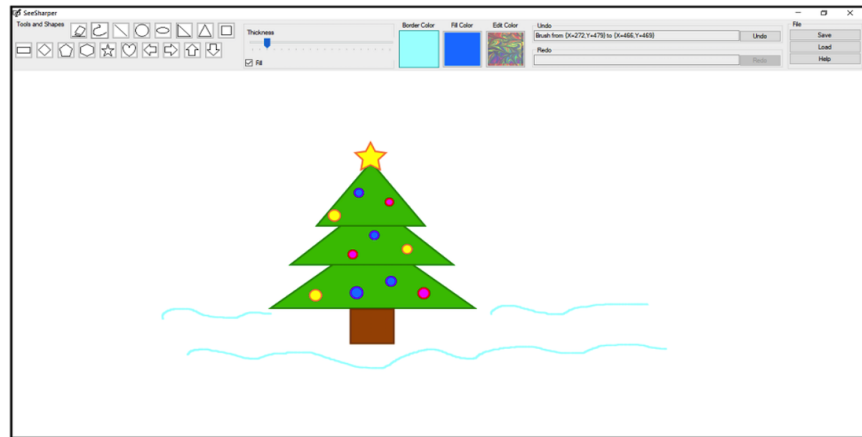 SeeSharper
Tools and Shapes
Thickness
Fill
Border Color
Fill Color
Edit Color
Undo
Brush from {X=272,Y=479} to {X=466,Y=469}
Undo
Redo
Redo
File
Save
Load
Help